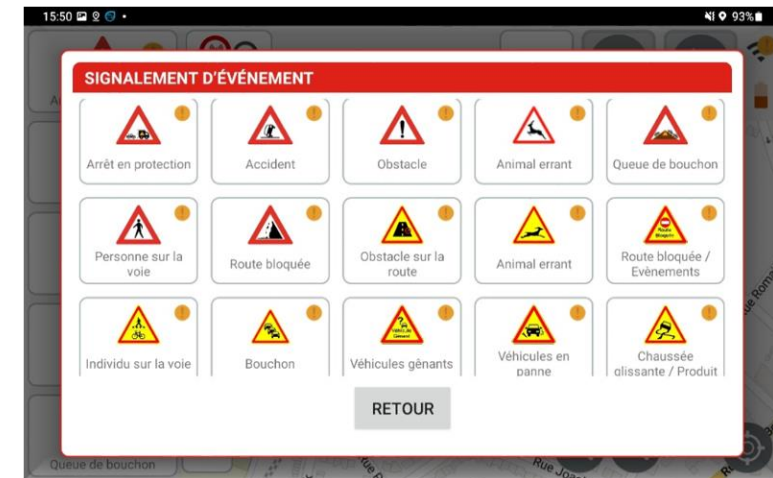 15:50
93%
SIGNALEMENT D'ÉVÉNEMENT
Arrêt en protection
Accident
Obstacle
Animal errant
Queue de bouchon
Personne sur la
voie
Route bloquée
Obstacle sur la
route
Animal errant
Route bloquée /
Evènements
Individu sur la voie
Bouchon
Véhicules gênants
Véhicules en
panne
Chaussée
glissante / Produit
RETOUR
Queue de bouchon
Rue